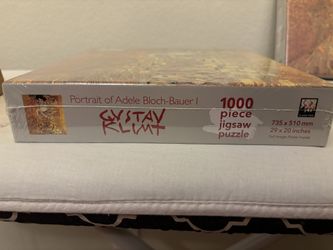 Portrait of Adele Bloch-Bauer I
GUSTAV
KLIMT
1000
piece
jigsaw
puzzle
735 x 510 mm
29 x 20 inches